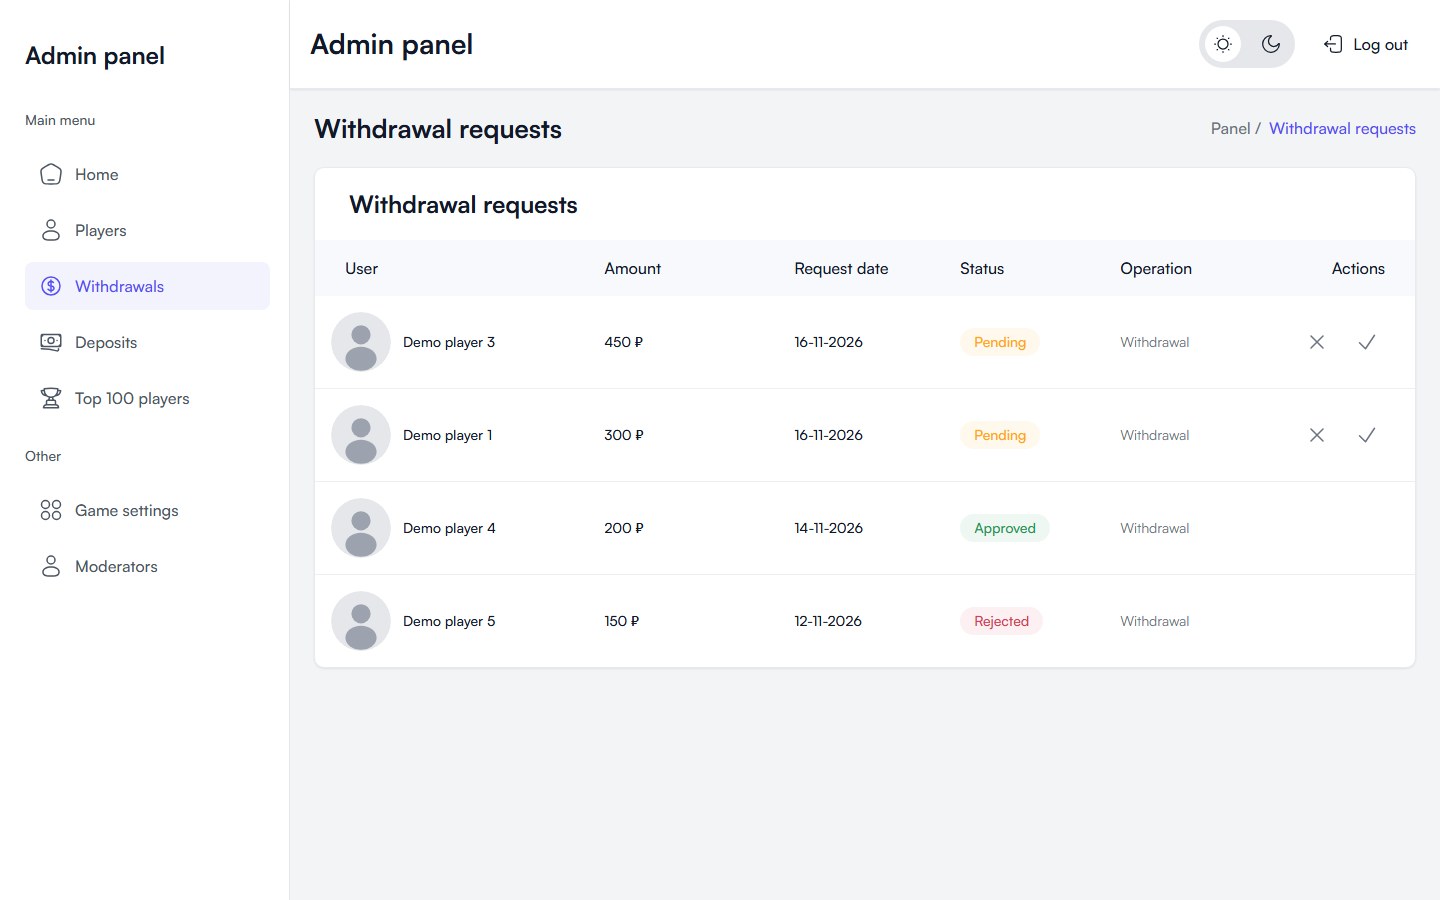 Admin panel
Main menu
Home
Players
Withdrawals
Deposits
Top 100 players
Other
Game settings
Moderators
Admin panel
Log out
Withdrawal requests
Panel / Withdrawal requests
Withdrawal requests
User Amount Request date Status Operation Actions
Demo player 3 450 ₽ 16-11-2026 Pending Withdrawal
Demo player 1 300 ₽ 16-11-2026 Pending Withdrawal
Demo player 4 200 ₽ 14-11-2026 Approved Withdrawal
Demo player 5 150 ₽ 12-11-2026 Rejected Withdrawal